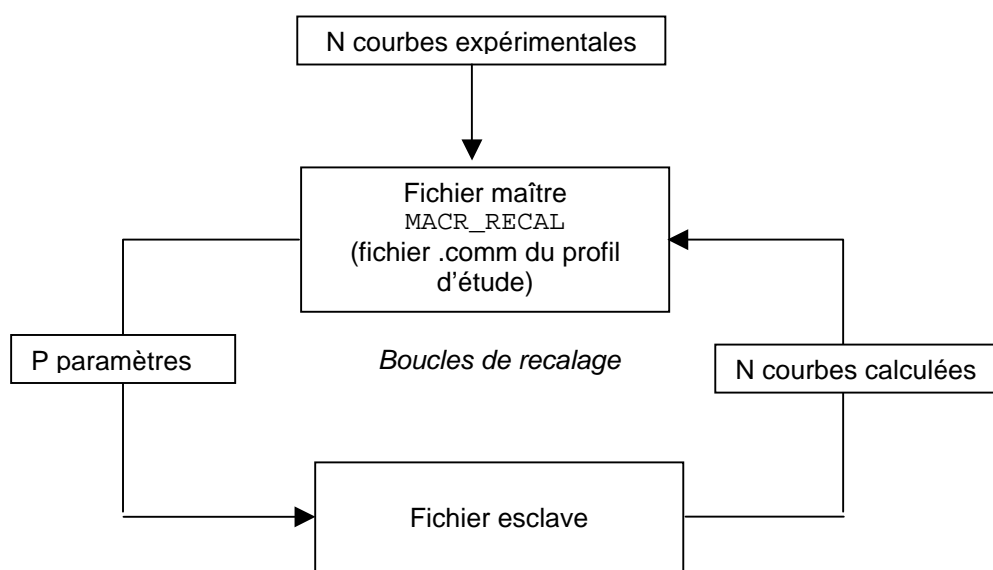 N courbes expérimentales
Fichier maître
MACR_RECAL
(fichier .comm du profil
d'étude)
P paramètres
Boucles de recalage
N courbes calculées
Fichier esclave